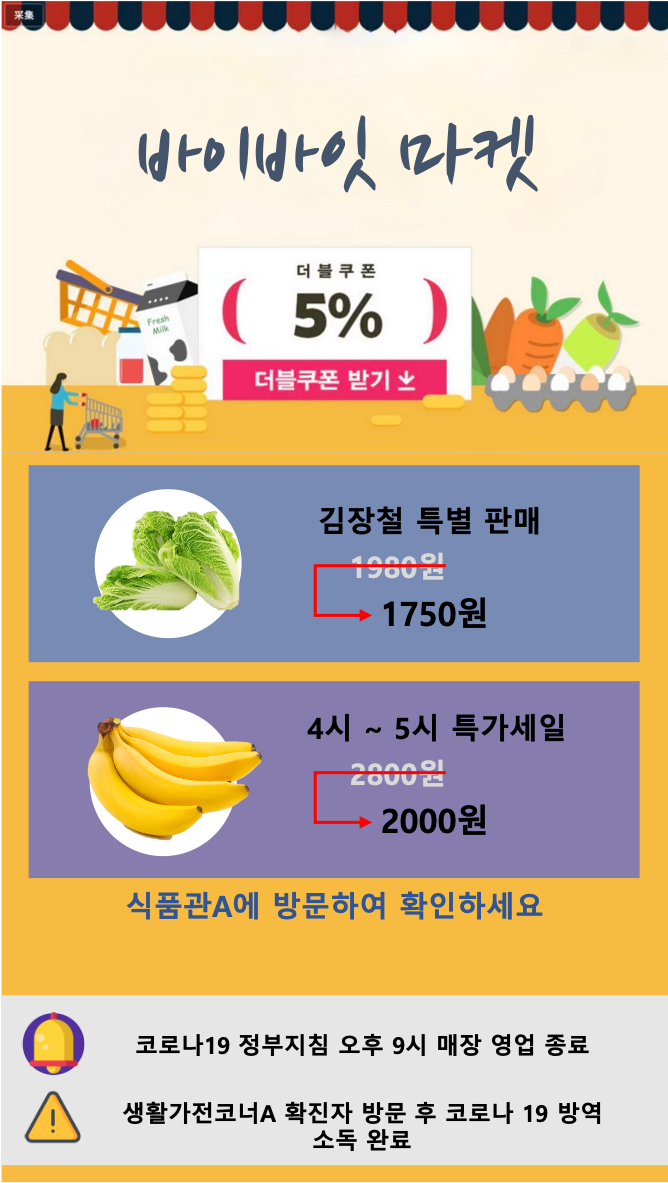 采集
바이바잇 마켓
Fresh
Milk
더블쿠폰
5%
더블쿠폰 받기
김장철 특별 판매
1980원
1750원
4시 ~ 5시 특가세일
2800원
2000원
식품관A에 방문하여 확인하세요
코로나19 정부지침 오후 9시 매장 영업 종료
생활가전코너A 확진자 방문 후 코로나 19 방역
소독 완료